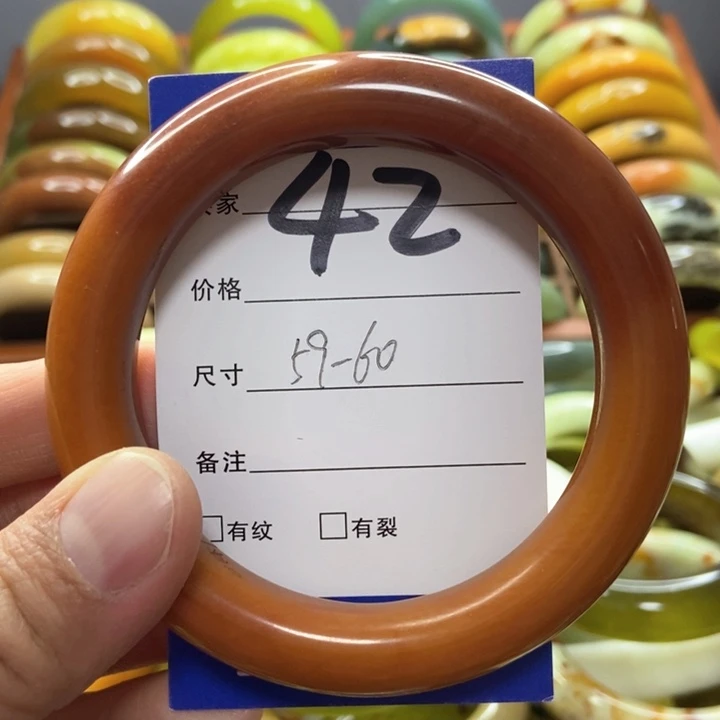 家 42
价格
尺寸 59-60
备注
有纹 有裂